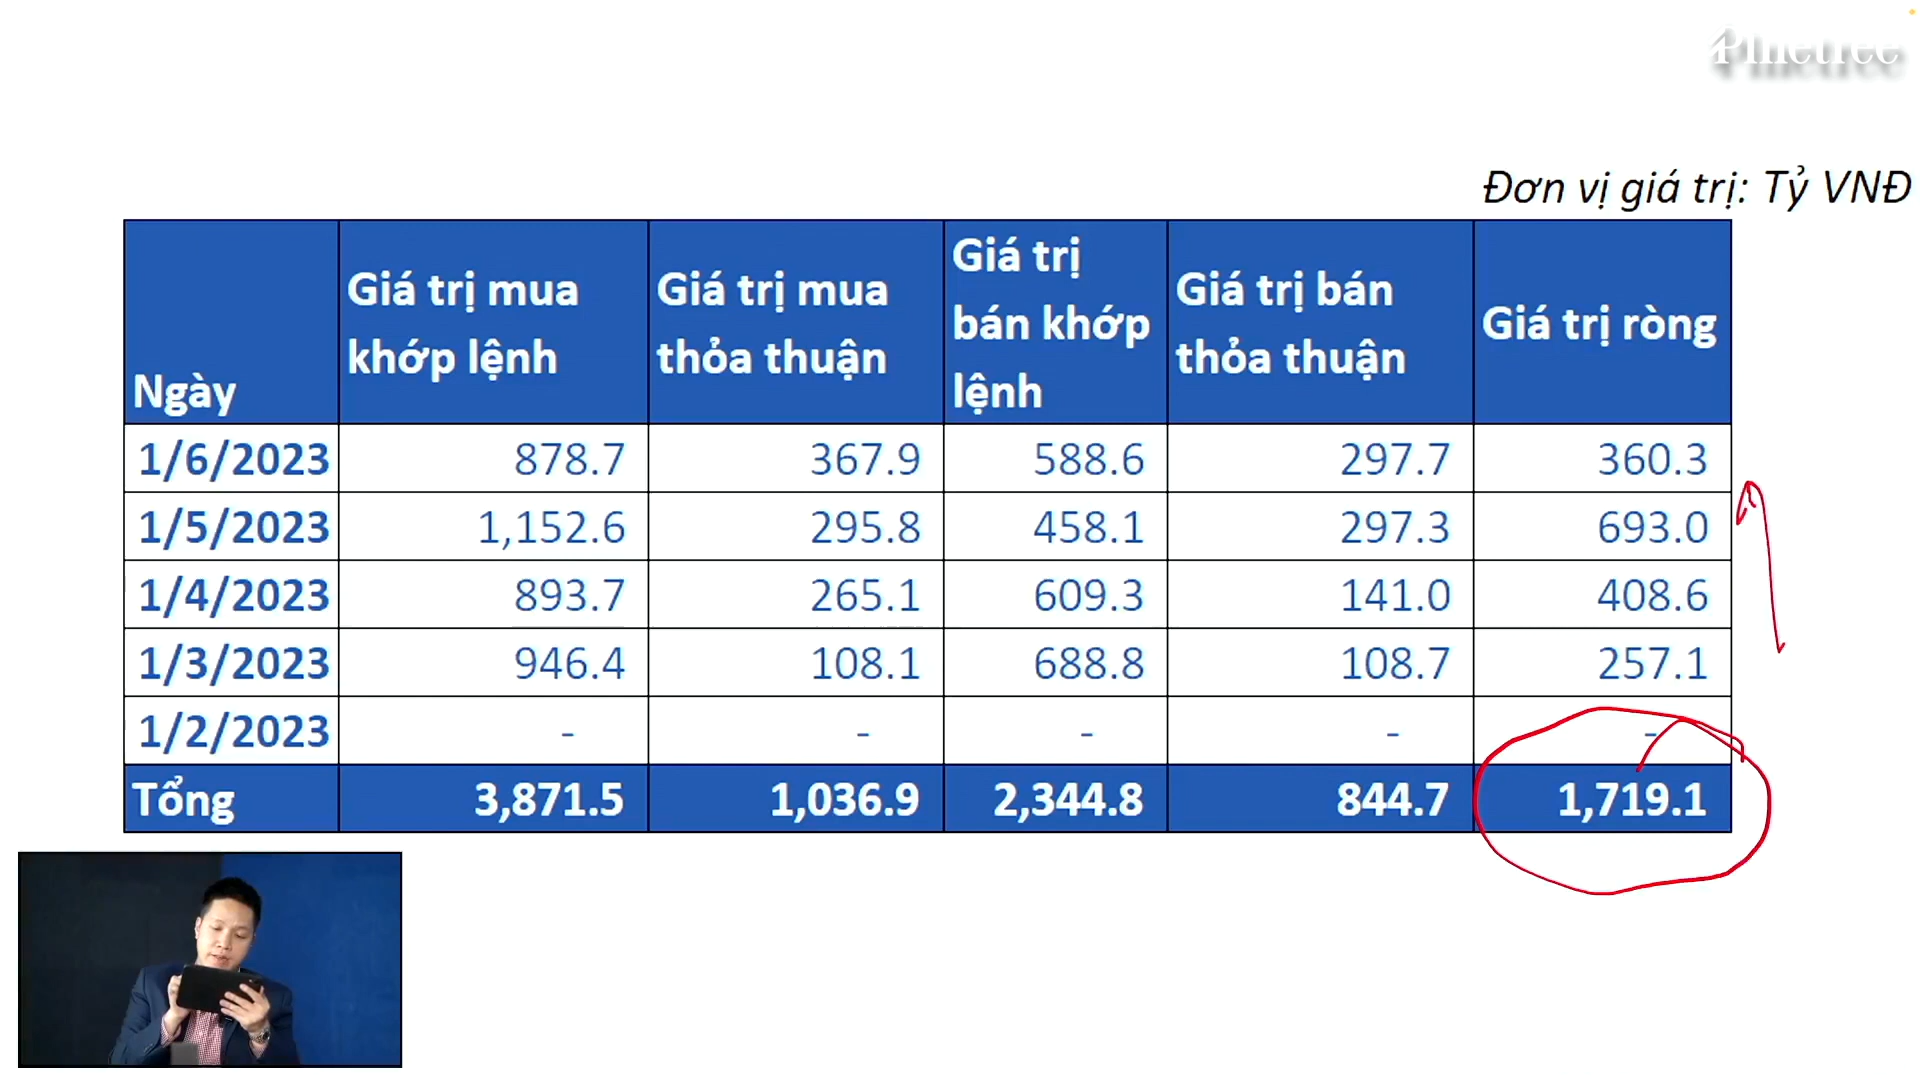 Pinetree
Đơn vị giá trị: Tỷ VNĐ
Ngày Giá trị mua khớp lệnh Giá trị mua thỏa thuận Giá trị bán khớp lệnh Giá trị bán thỏa thuận Giá trị ròng
1/6/2023 878.7 367.9 588.6 297.7 360.3
1/5/2023 1,152.6 295.8 458.1 297.3 693.0
1/4/2023 893.7 265.1 609.3 141.0 408.6
1/3/2023 946.4 108.1 688.8 108.7 257.1
1/2/2023 - - - - -
Tổng 3,871.5 1,036.9 2,344.8 844.7 1,719.1